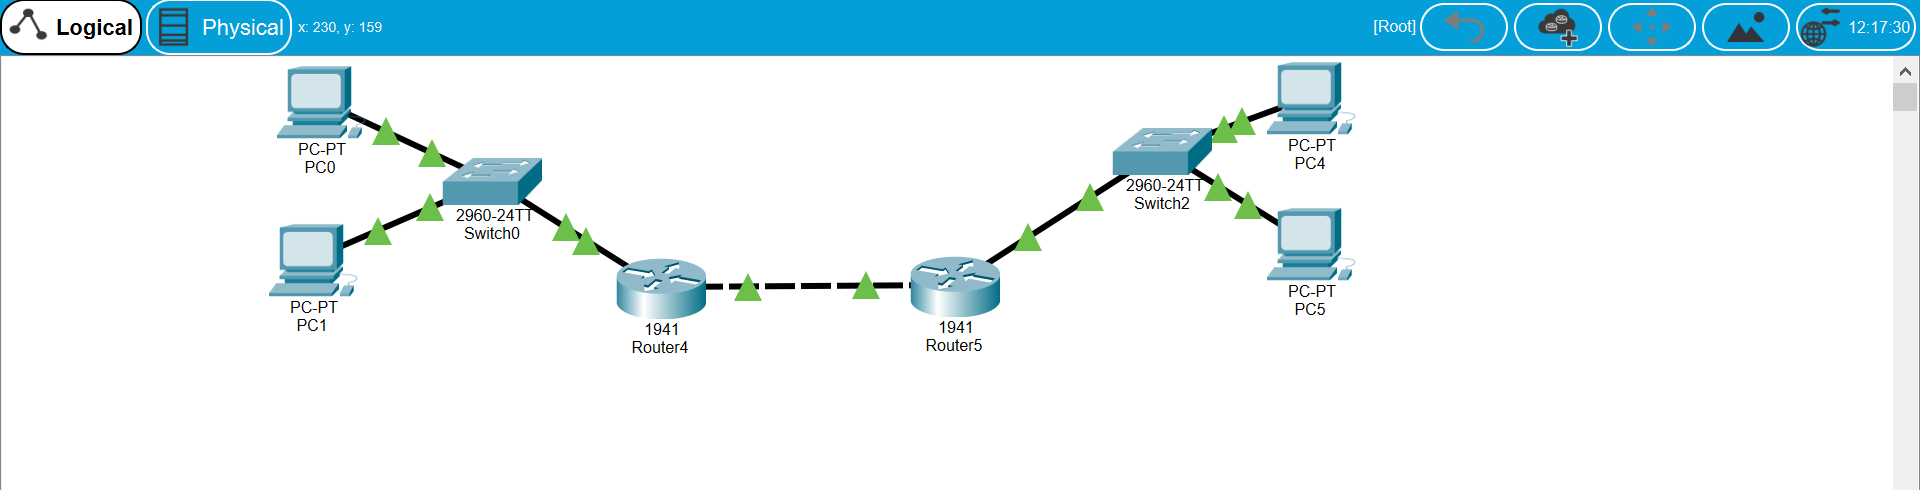 Logical
Physical
x: 230, y: 159
[Root]
12:17:30
PC-PT
PC0
PC-PT
PC1
2960-24TT
Switch0
1941
Router4
1941
Router5
2960-24TT
Switch2
PC-PT
PC4
PC-PT
PC5